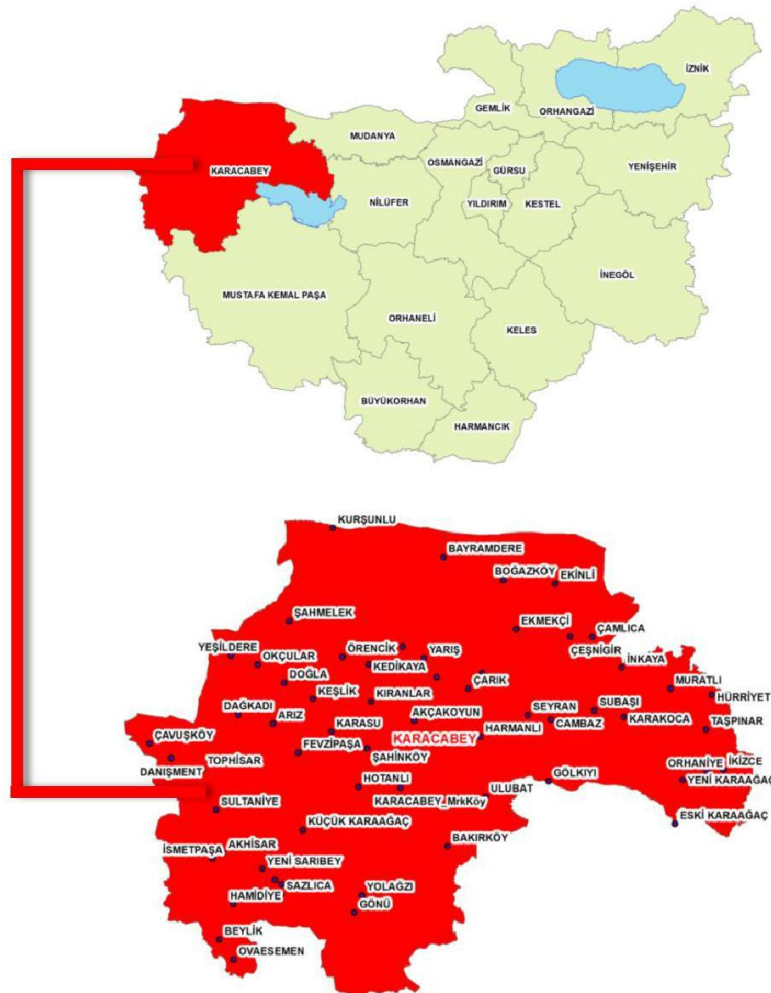 İZNİK
GEMLİK
ORHANGAZİ
MUDANYA
OSMANGAZİ
GÜRSU
YENİŞEHİR
KARACABEY
NİLÜFER
YILDIRIM
KESTEL
İNEGÖL
MUSTAFA KEMAL PAŞA
ORHANELİ
KELES
BÜYÜKORHAN
HARMANCIK
KURŞUNLU
BAYRAMDERE
BOĞAZKÖY
EKİNLİ
ŞAHMELEK
EKMEKÇİ
ÇAMLICA
YEŞİLDERE
OKÇULAR
ÖRENCİK
YARIŞ
ÇEŞNİGİR
KEDİKAYA
İNKAYA
DOĞLA
ÇARIK
MURATLI
KEŞLİK
KIRANLAR
HÜRRİYET
DAĞKADI
ARIZ
AKÇAKOYUN
SEYRAN
SUBAŞI
CAMBAZ
KARAKOCA
KARASU
HARMANLI
TAŞPINAR
ÇAVUŞKÖY
FEVZİPAŞA
KARACABEY
ŞAHİNKÖY
TOPHİSAR
DANIŞMENT
ORHANİYE
İKİZCE
HOTANLI
ULUBAT
GÖLKIYI
YENİ KARAAĞAÇ
SULTANİYE
KARACABEY_MrkKöy
KÜÇÜK KARAAĞAÇ
ESKİ KARAAĞAÇ
AKHİSAR
BAKIRKÖY
İSMETPAŞA
YENİ SARIBEY
SAZLICA
YOLAĞZI
HAMİDİYE
GÖNÜ
BEYLİK
OVAESEMEN